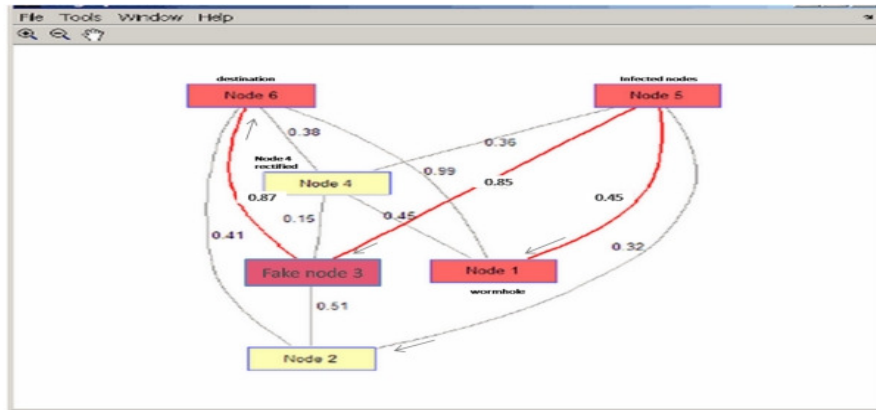 File Tools Window Help
destination
Infected nodes
Node 6
Node 5
0.38
0.36
Node 4
rectified
Node 4
0.99
0.85
0.87
0.15
0.45
0.45
0.41
0.32
Fake node 3
Node 1
wormhole
0.51
Node 2